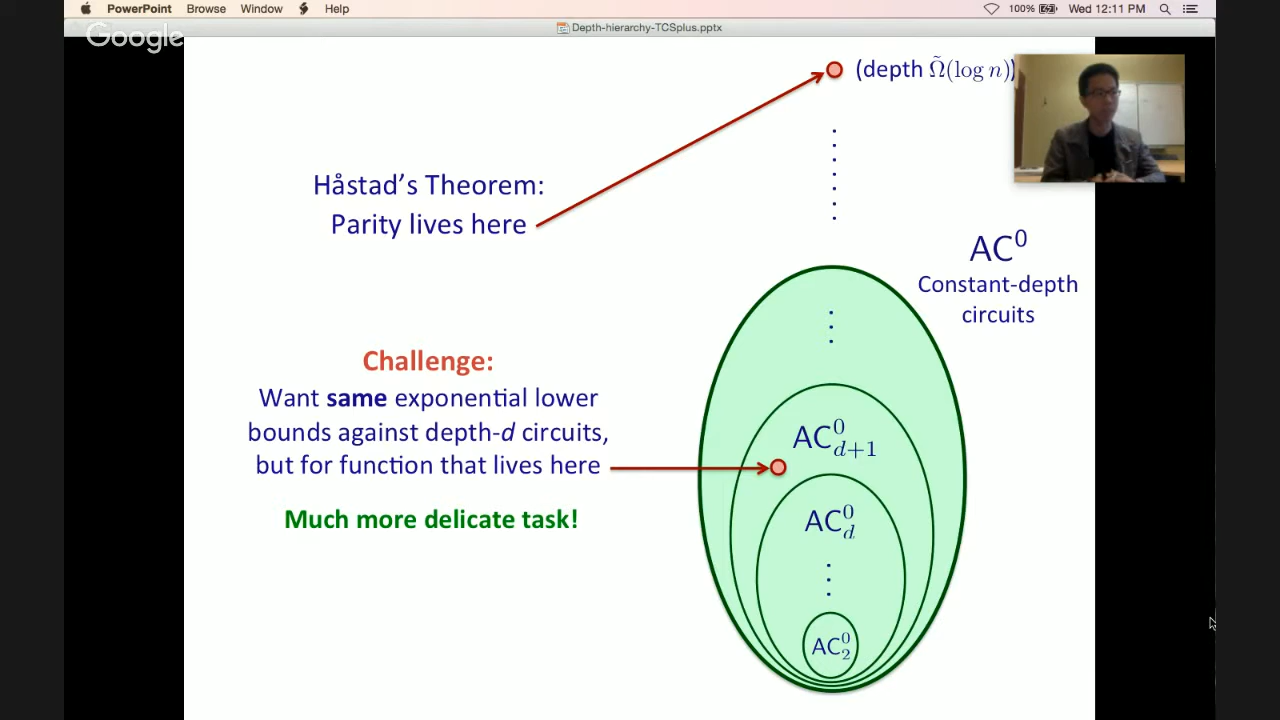 PowerPoint Browse Window Help 100% Wed 12:11 PM
Depth-hierarchy-TCSplus.pptx
Google
(depth Ω̃(log n))
Håstad's Theorem:
Parity lives here
AC⁰
Constant-depth
circuits
Challenge:
Want same exponential lower
bounds against depth-d circuits,
but for function that lives here
Much more delicate task!
AC⁰_{d+1}
AC⁰_d
AC⁰_2